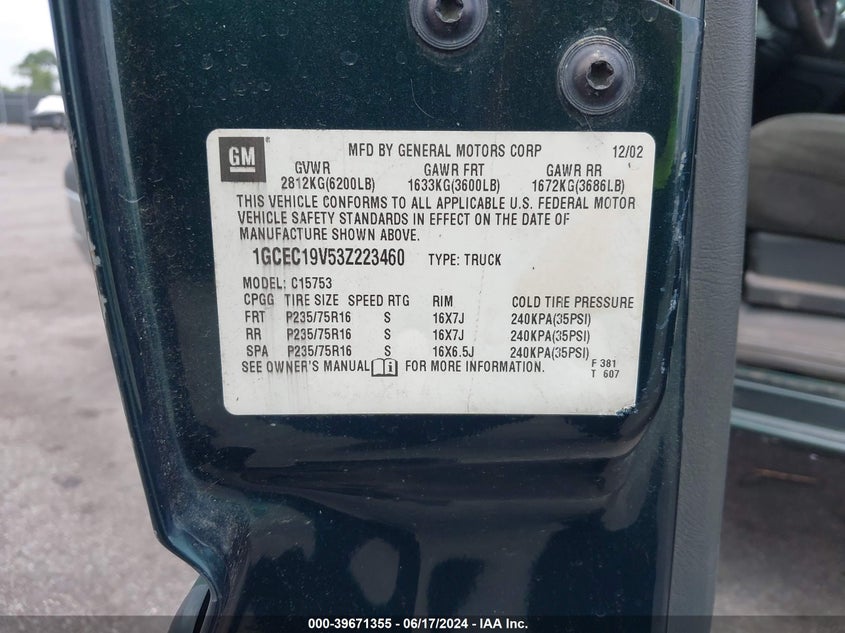 GM
MFD BY GENERAL MOTORS CORP 12/02
GVWR GAWR FRT GAWR RR
2812KG(6200LB) 1633KG(3600LB) 1672KG(3686LB)
THIS VEHICLE CONFORMS TO ALL APPLICABLE U.S. FEDERAL MOTOR
VEHICLE SAFETY STANDARDS IN EFFECT ON THE DATE OF
MANUFACTURE SHOWN ABOVE.
1GCEC19V53Z223460 TYPE: TRUCK
MODEL: C15753
CPGG TIRE SIZE SPEED RTG RIM COLD TIRE PRESSURE
FRT P235/75R16 S 16X7J 240KPA(35PSI)
RR P235/75R16 S 16X7J 240KPA(35PSI)
SPA P235/75R16 S 16X6.5J 240KPA(35PSI)
SEE OWNER'S MANUAL FOR MORE INFORMATION. F 381
T 607
000-39671355 - 06/17/2024 - IAA Inc.